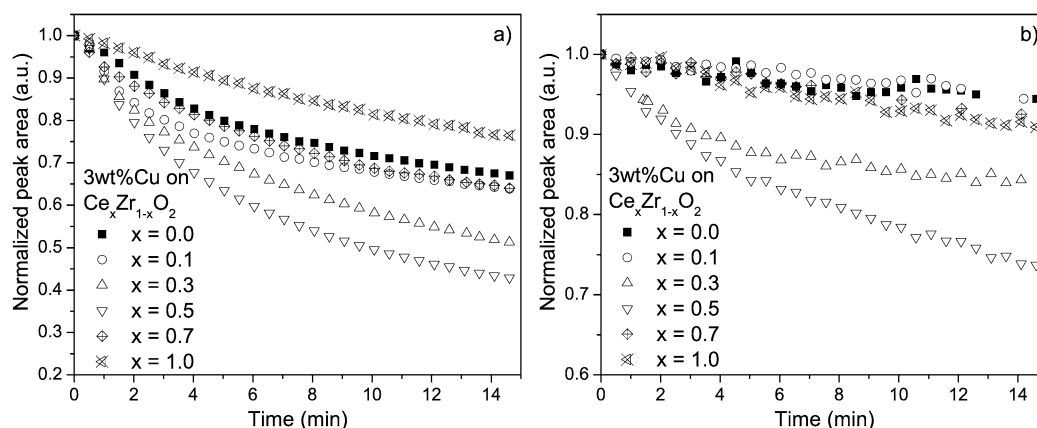 a)
Normalized peak area (a.u.)
1.0
0.9
0.8
0.7
0.6
0.5
0.4
0.2
3wt%Cu on
CeₓZr₁₋ₓO₂
x = 0.0
x = 0.1
x = 0.3
x = 0.5
x = 0.7
x = 1.0
0 2 4 6 8 10 12 14
Time (min)
b)
Normalized peak area (a.u.)
1.0
0.9
0.8
0.7
0.6
3wt%Cu on
CeₓZr₁₋ₓO₂
x = 0.0
x = 0.1
x = 0.3
x = 0.5
x = 0.7
x = 1.0
0 2 4 6 8 10 12 14
Time (min)